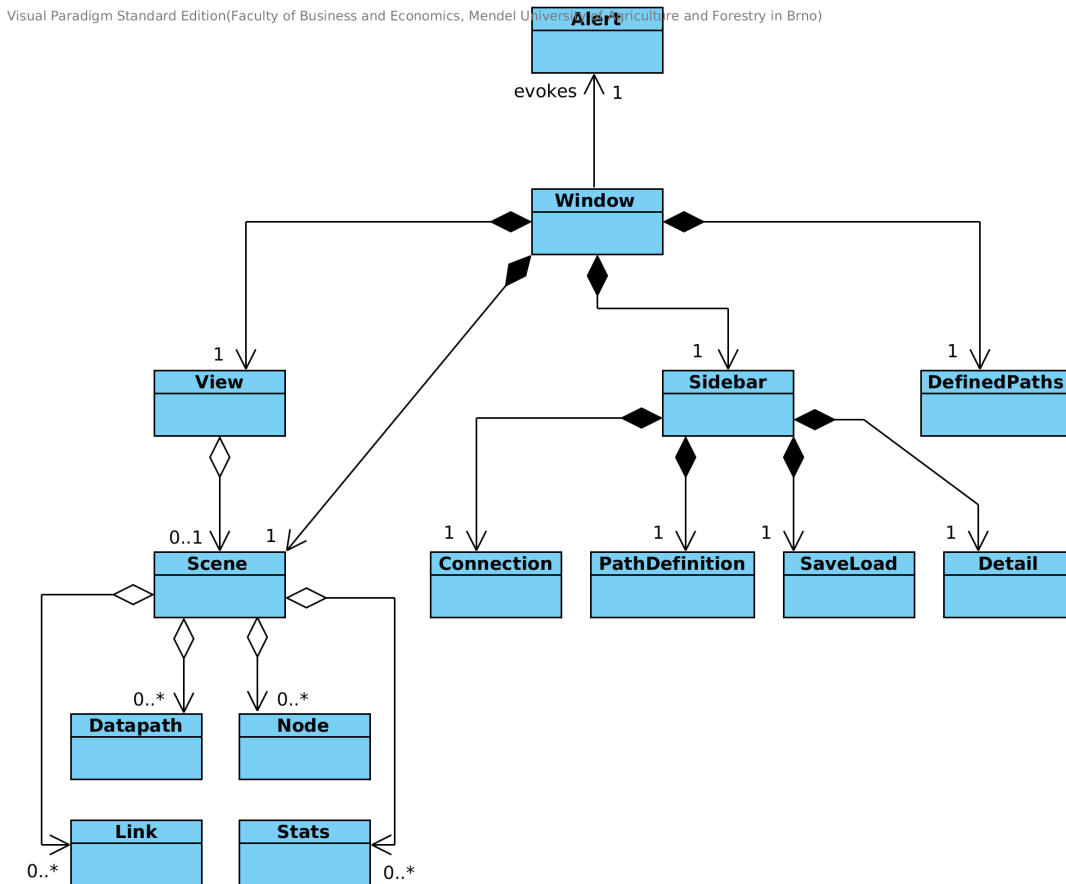 Visual Paradigm Standard Edition(Faculty of Business and Economics, Mendel University of Agriculture and Forestry in Brno)
Alert
evokes 1
Window
1
1
1
View
Sidebar
DefinedPaths
0..1
1
1
1
1
1
Scene
Connection
PathDefinition
SaveLoad
Detail
0..*
0..*
Datapath
Node
Link
Stats
0..*
0..*